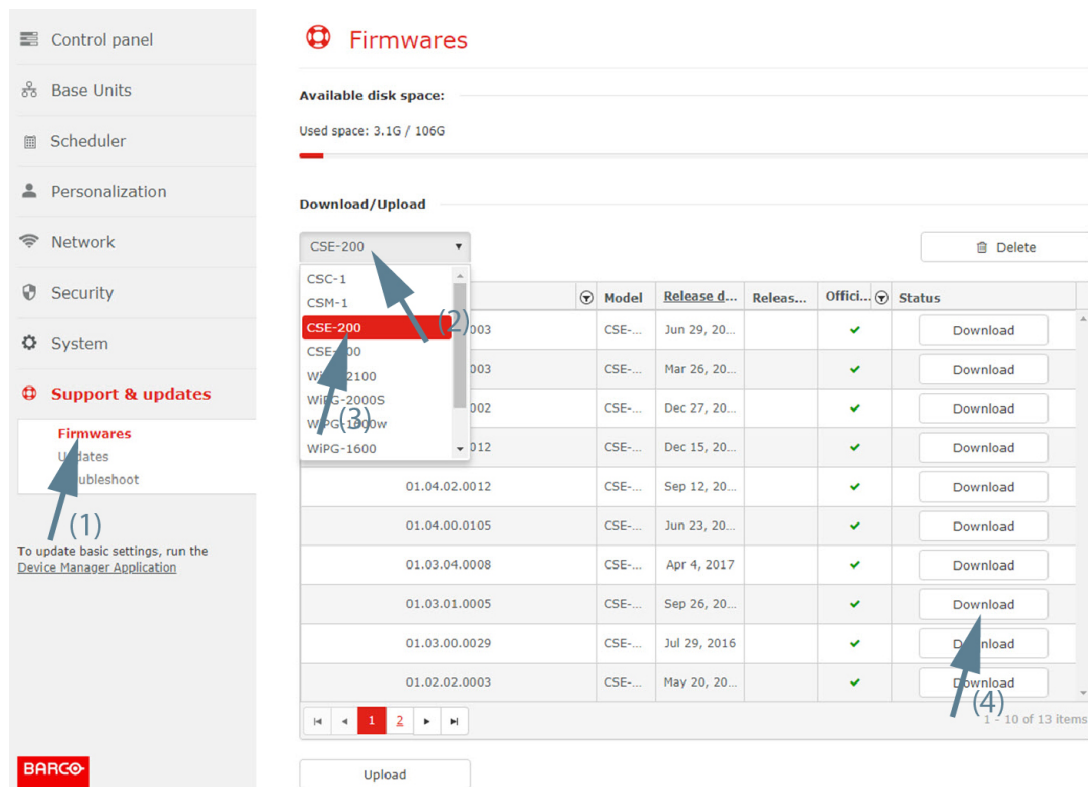 Control panel
Base Units
Scheduler
Personalization
Network
Security
System
Support & updates
Firmwares
Updates
(1)
To update basic settings, run the
Device Manager Application
BARCO
Firmwares
Available disk space:
Used space: 3.1G / 106G
Download/Upload
CSE-200
Delete
CSC-1
CSM-1
CSE-200
WiPG-2000S
WiPG-1600
(2)
(3)
Model Release d... Releas... Offici... Status
0003 CSE-... Jun 29, 20... Download
003 CSE-... Mar 26, 20... Download
002 CSE-... Dec 27, 20... Download
012 CSE-... Dec 15, 20... Download
01.04.02.0012 CSE-... Sep 12, 20... Download
01.04.00.0105 CSE-... Jun 23, 20... Download
01.03.04.0008 CSE-... Apr 4, 2017 Download
01.03.01.0005 CSE-... Sep 26, 20... Download
01.03.00.0029 CSE-... Jul 29, 2016 Download
01.02.02.0003 CSE-... May 20, 20... Download
(4)
1 2
1 - 10 of 13 items
Upload